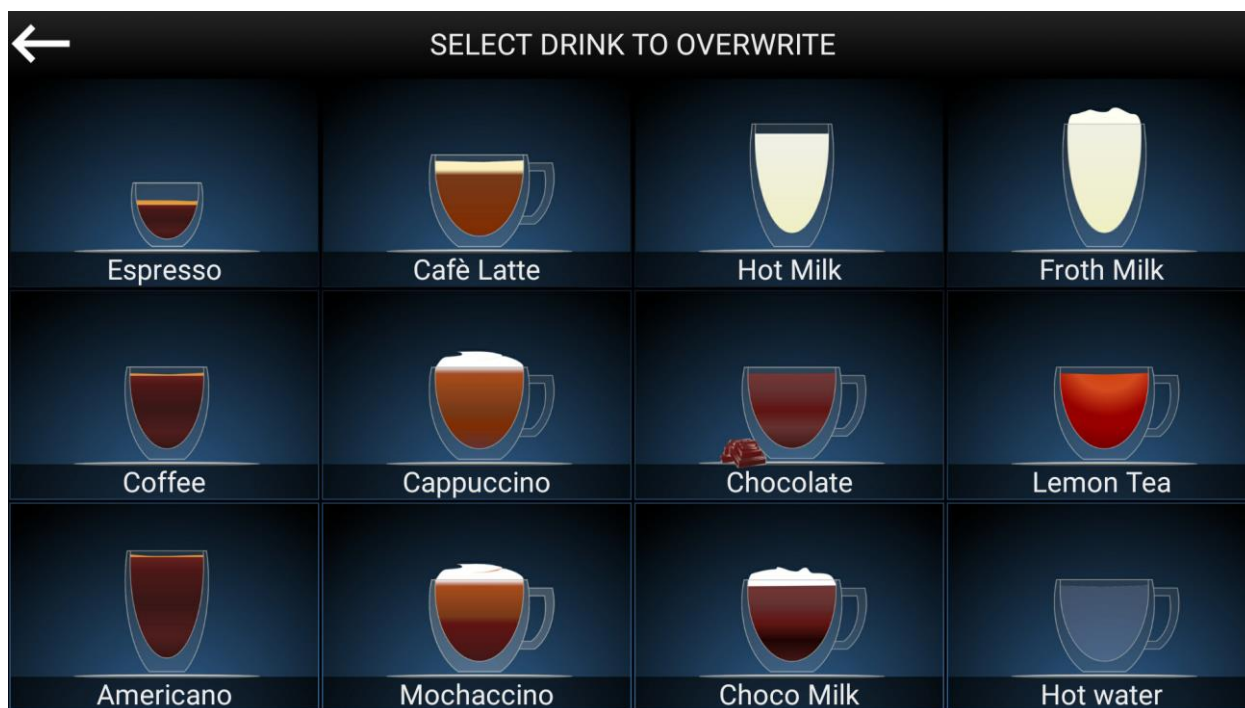 SELECT DRINK TO OVERWRITE
Espresso
Cafè Latte
Hot Milk
Froth Milk
Coffee
Cappuccino
Chocolate
Lemon Tea
Americano
Mochaccino
Choco Milk
Hot water